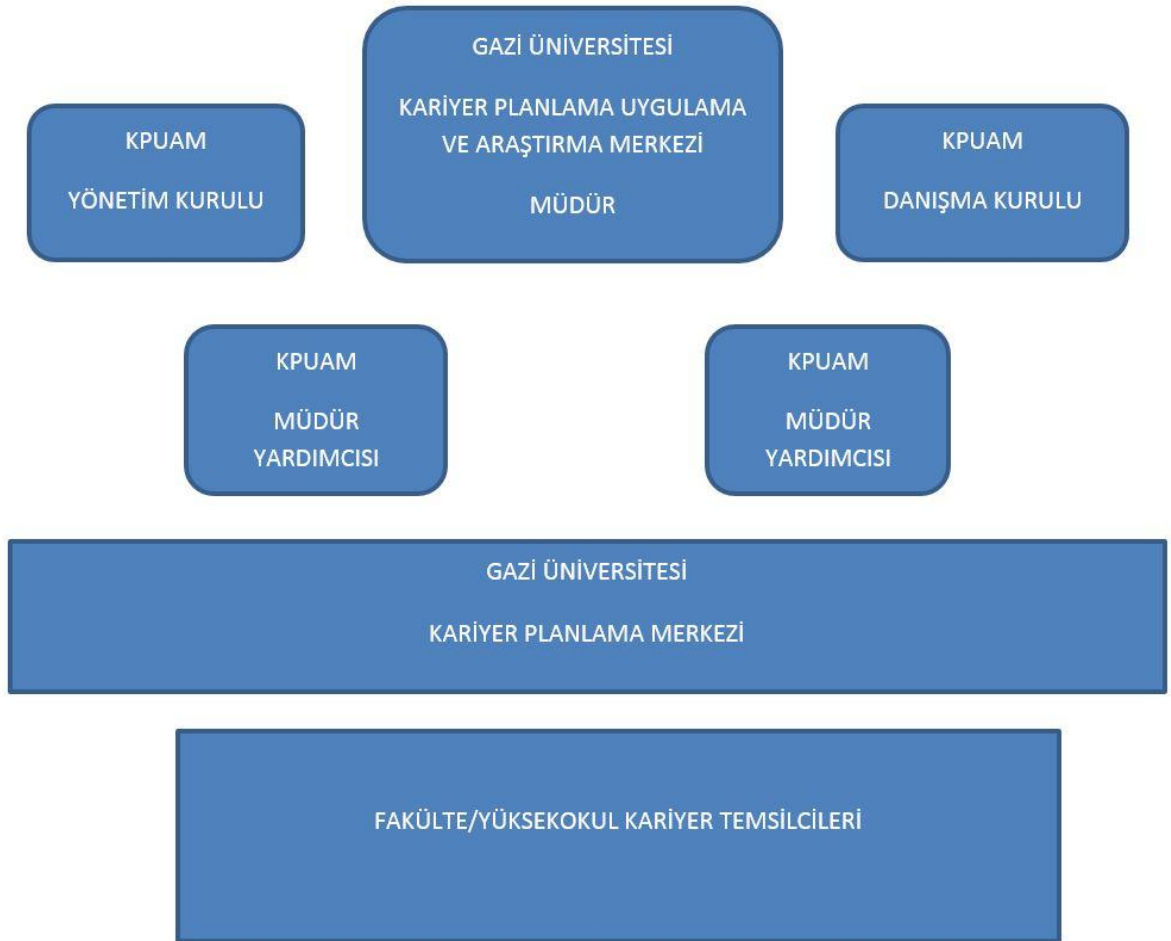 GAZİ ÜNİVERSİTESİ
KARİYER PLANLAMA UYGULAMA
VE ARAŞTIRMA MERKEZİ
MÜDÜR
KPUAM
YÖNETİM KURULU
KPUAM
DANIŞMA KURULU
KPUAM
MÜDÜR
YARDIMCISI
KPUAM
MÜDÜR
YARDIMCISI
GAZİ ÜNİVERSİTESİ
KARİYER PLANLAMA MERKEZİ
FAKÜLTE/YÜKSEKOKUL KARİYER TEMSİLCİLERİ